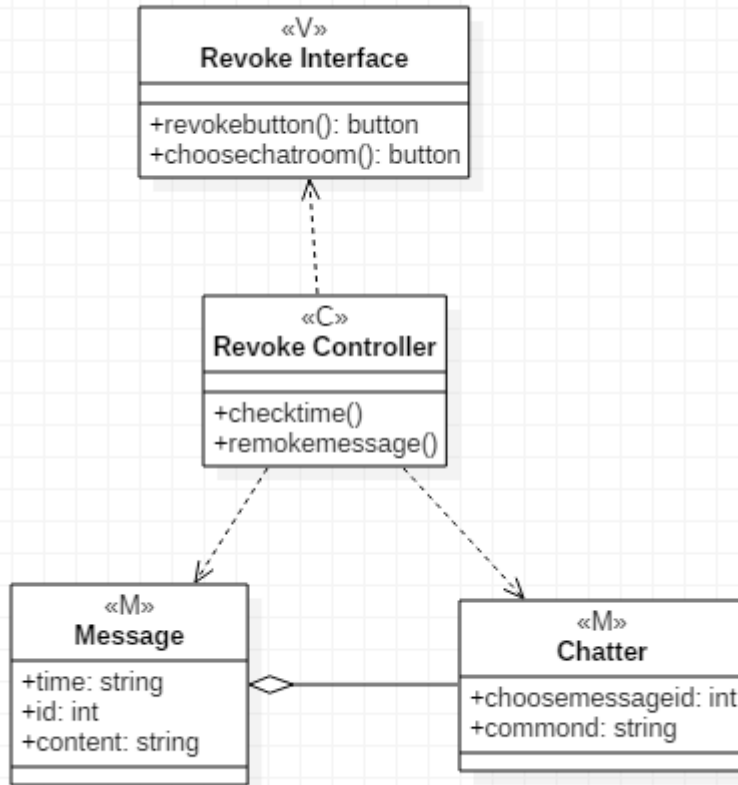 «V»
Revoke Interface
+revokebutton(): button
+choosechatroom(): button
«C»
Revoke Controller
+checktime()
+remokemessage()
«M»
Message
+time: string
+id: int
+content: string
«M»
Chatter
+choosemessageid: int
+commond: string